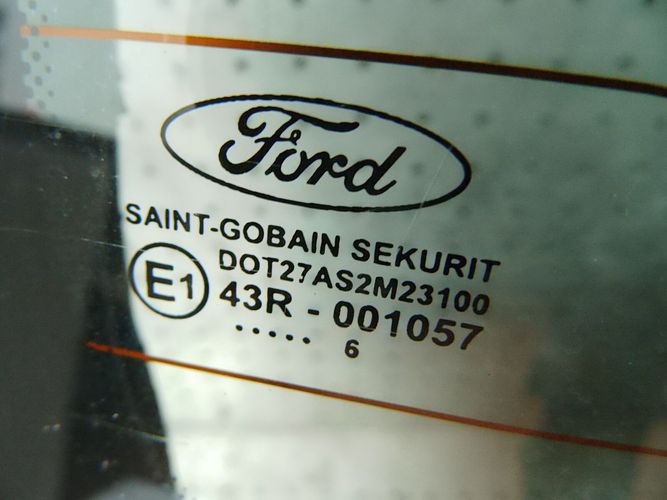 Ford
SAINT-GOBAIN SEKURIT
DOT27AS2M23100
E1 43R - 001057
..... 6